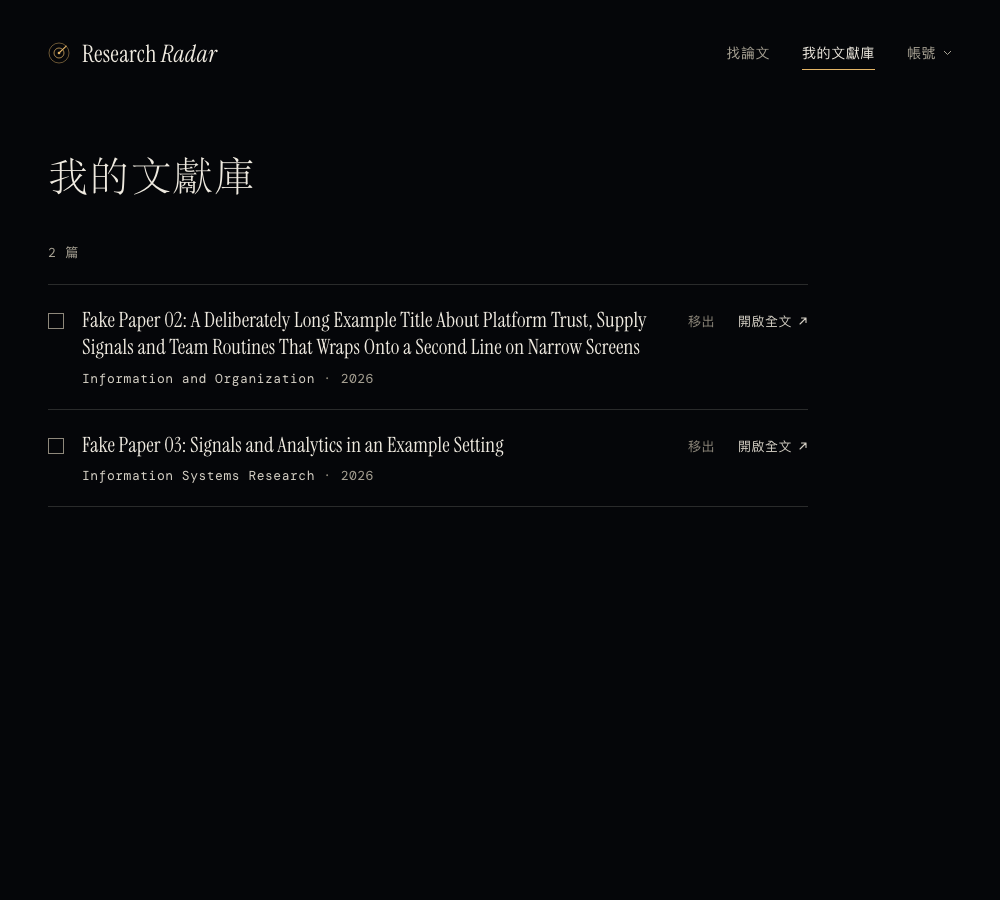 Research Radar
找論文 我的文獻庫 帳號
我的文獻庫
2 篇
Fake Paper 02: A Deliberately Long Example Title About Platform Trust, Supply
Signals and Team Routines That Wraps Onto a Second Line on Narrow Screens
移出 開啟全文 ↗
Information and Organization · 2026
Fake Paper 03: Signals and Analytics in an Example Setting
移出 開啟全文 ↗
Information Systems Research · 2026